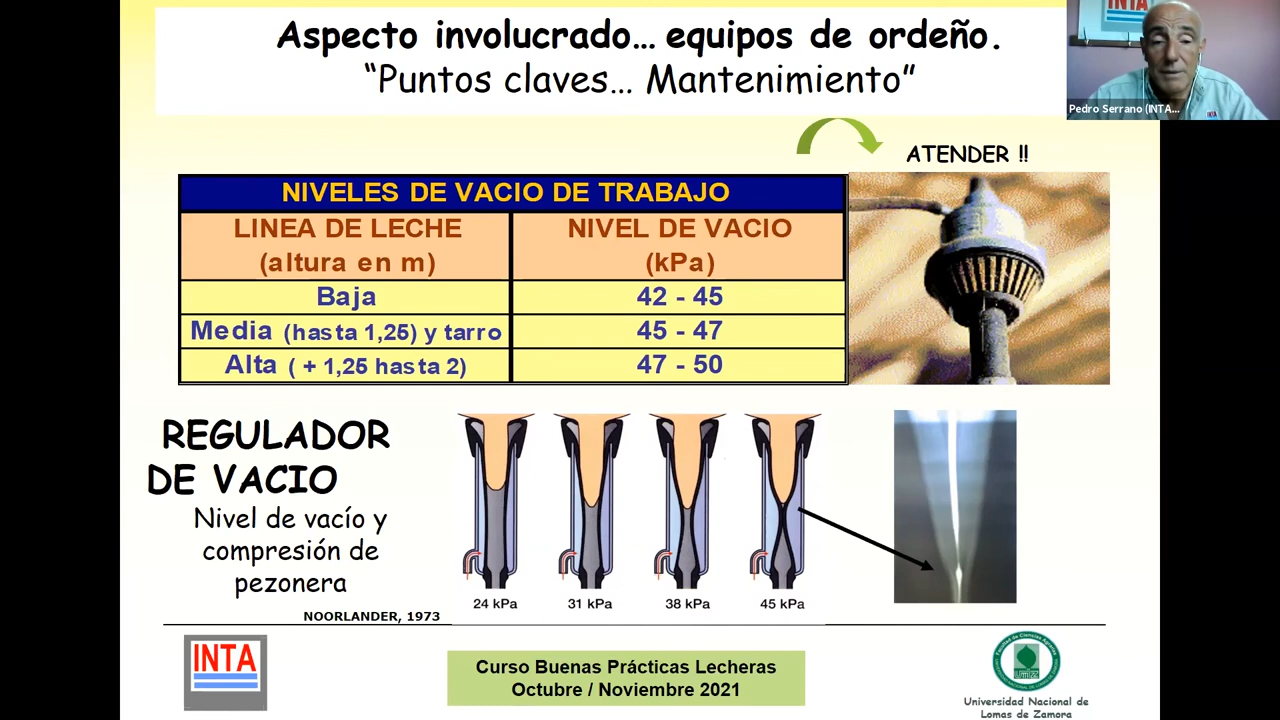 Aspecto involucrado... equipos de ordeño.
“Puntos claves... Mantenimiento”
INTA
Pedro Serrano (INTA...
ATENDER !!
NIVELES DE VACIO DE TRABAJO
LINEA DE LECHE
(altura en m)
NIVEL DE VACIO
(kPa)
Baja
42 - 45
Media (hasta 1,25) y tarro
45 - 47
Alta ( + 1,25 hasta 2)
47 - 50
REGULADOR
DE VACIO
Nivel de vacío y
compresión de
pezonera
24 kPa
31 kPa
38 kPa
45 kPa
NOORLANDER, 1973
INTA
Curso Buenas Prácticas Lecheras
Octubre / Noviembre 2021
Universidad Nacional de
Lomas de Zamora